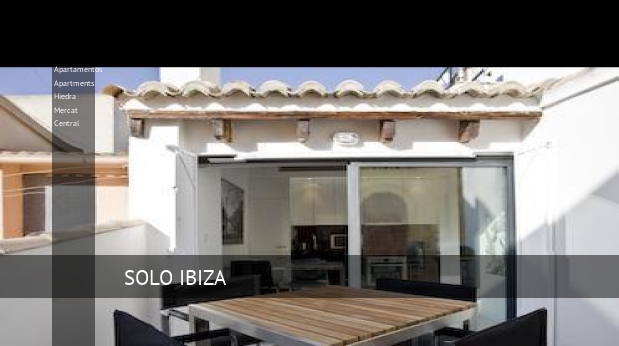 Apartamentos
Apartments
Hiedra
Mercat
Central
SOLO IBIZA